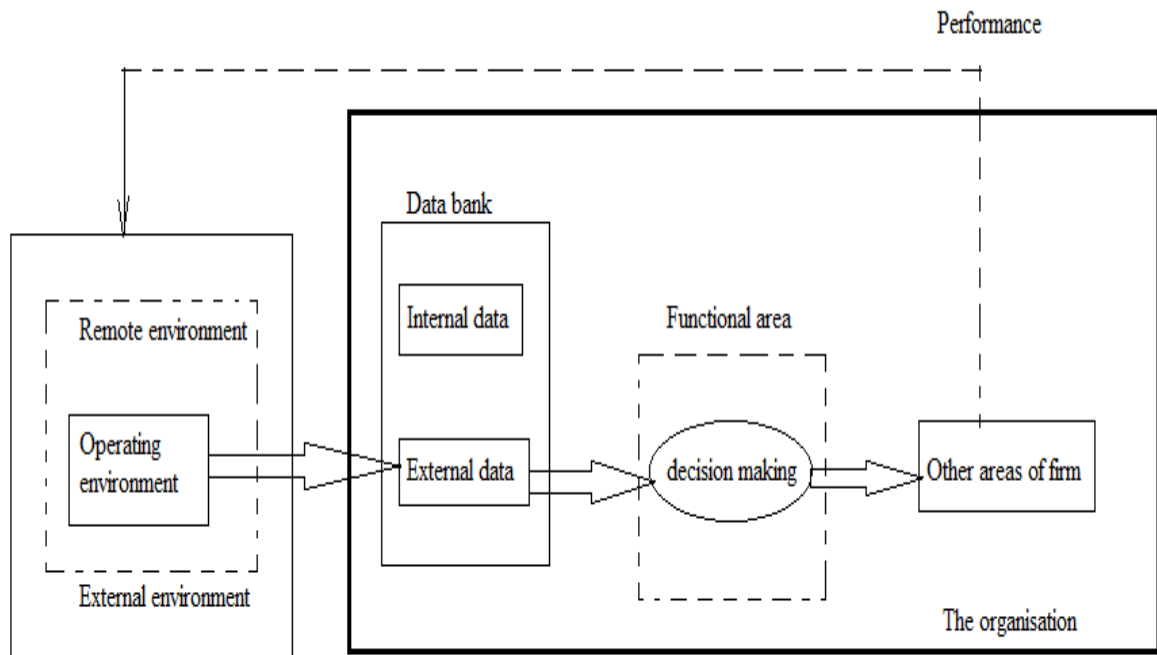 Performance
Data bank
Internal data
Functional area
Remote environment
Operating
environment
External data
decision making
Other areas of firm
External environment
The organisation